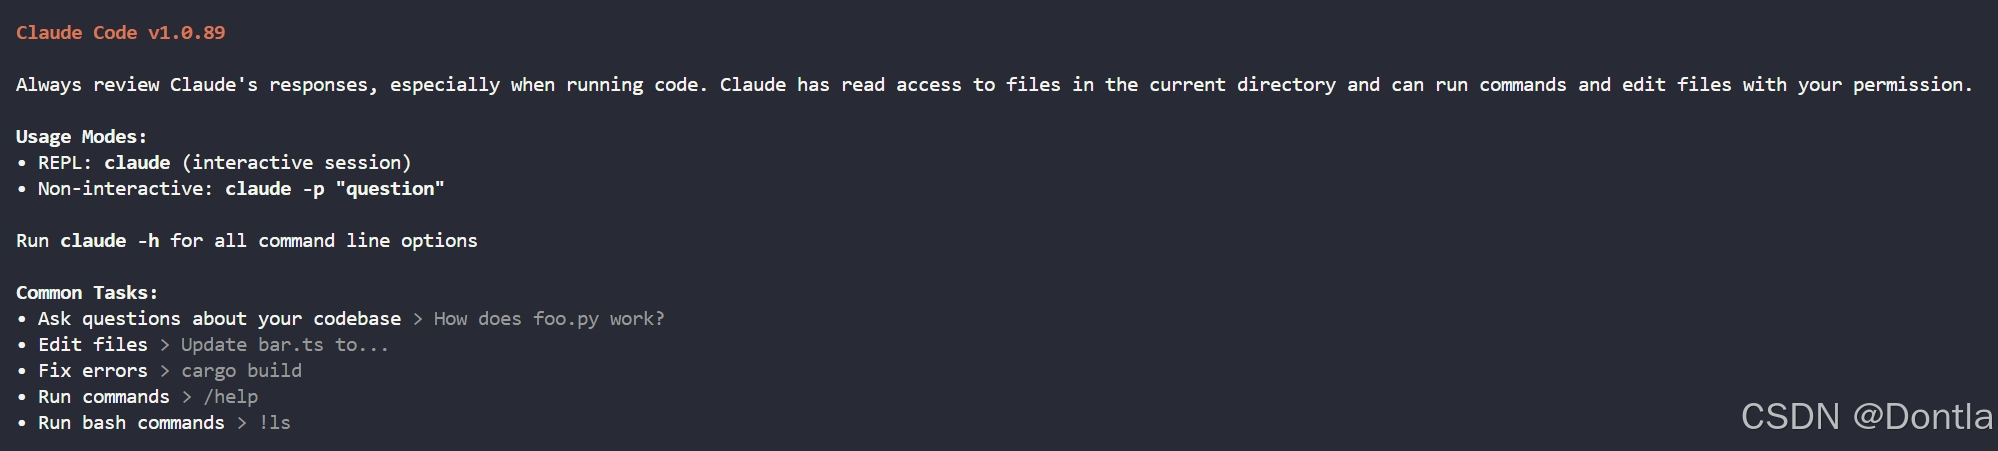 Claude Code v1.0.89
Always review Claude's responses, especially when running code. Claude has read access to files in the current directory and can run commands and edit files with your permission.
Usage Modes:
• REPL: claude (interactive session)
• Non-interactive: claude -p "question"
Run claude -h for all command line options
Common Tasks:
• Ask questions about your codebase > How does foo.py work?
• Edit files > Update bar.ts to...
• Fix errors > cargo build
• Run commands > /help
• Run bash commands > !ls
CSDN @Dontla